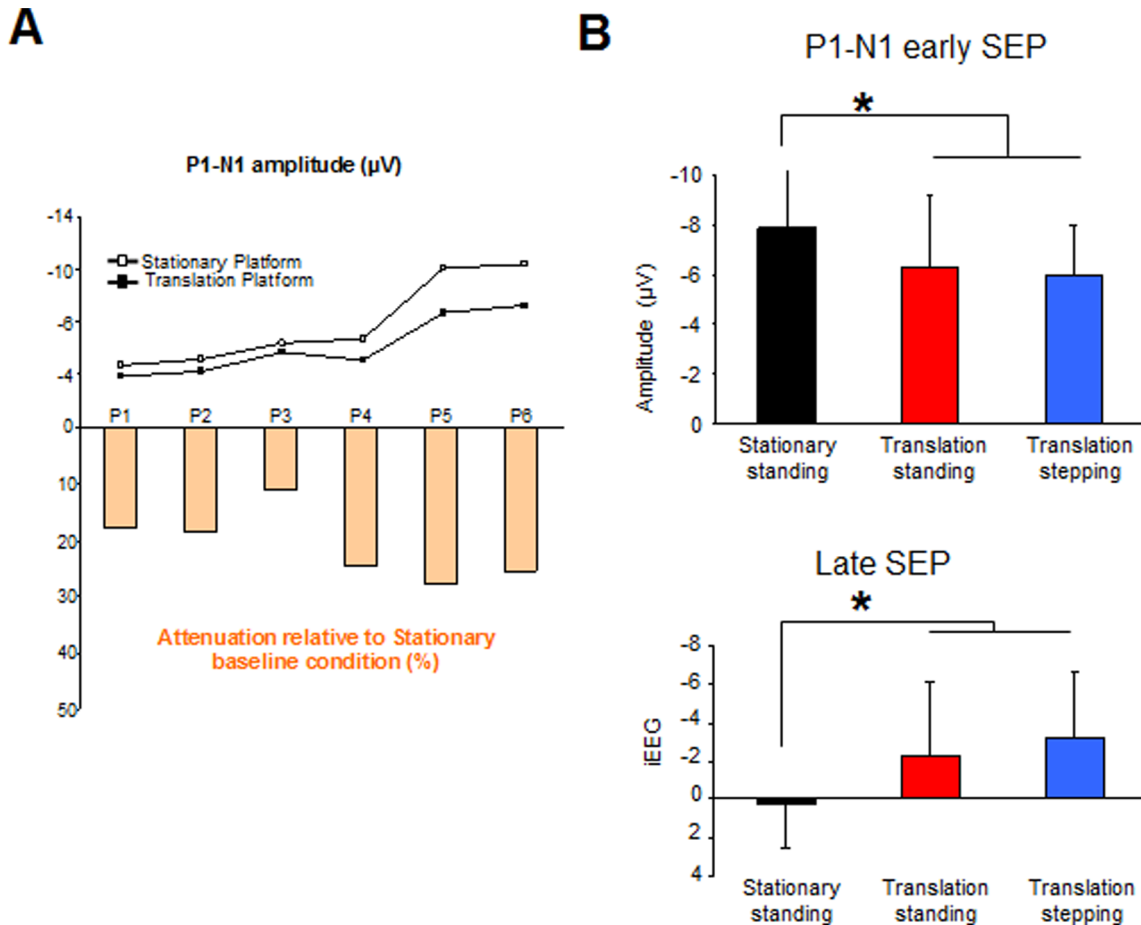 A
P1-N1 amplitude (µV)
-14
-10
-6
-4
0
10
20
30
40
50
Stationary Platform
Translation Platform
P1 P2 P3 P4 P5 P6
Attenuation relative to Stationary
baseline condition (%)
B
P1-N1 early SEP
*
Amplitude (µV)
-10
-8
-6
-4
-2
0
Stationary Translation Translation
standing standing stepping
Late SEP
*
iEEG
-8
-6
-4
-2
0
2
4
Stationary Translation Translation
standing standing stepping